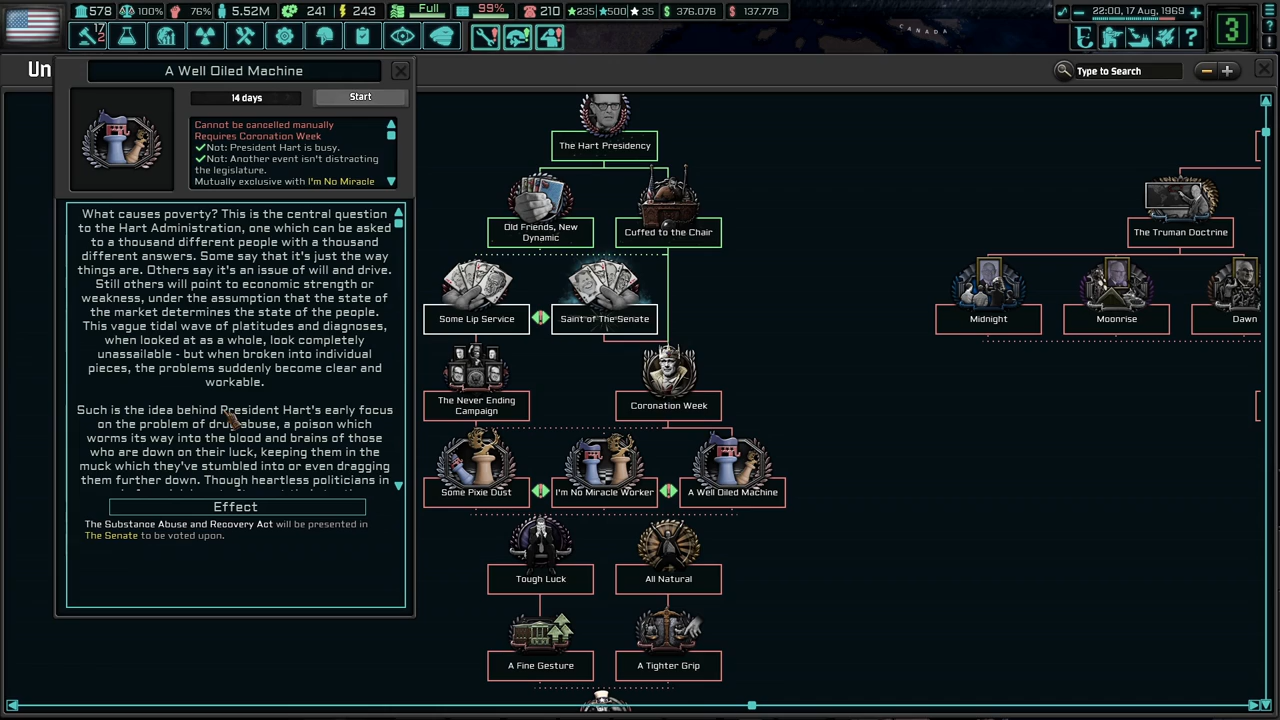 578 100% 76% 5.52M 241 243 Full 99% 210 235 500 35 376.07B 137.77B
22:00, 17 Aug, 1969
3
CANADA
Un
Type to Search
A Well Oiled Machine
14 days
Start
Cannot be cancelled manually
Requires Coronation Week
Not: President Hart is busy.
Not: Another event isn't distracting
the legislature.
Mutually exclusive with I'm No Miracle
What causes poverty? This is the central question
to the Hart Administration, one which can be asked
to a thousand different people with a thousand
different answers. Some say that it's just the way
things are. Others say it's an issue of will and drive.
Still others will point to economic strength or
weakness, under the assumption that the state of
the market determines the state of the people.
This vague tidal wave of platitudes and diagnoses,
when looked at as a whole, look completely
unassailable - but when broken into individual
pieces, the problems suddenly become clear and
workable.
Such is the idea behind President Hart's early focus
on the problem of drug abuse, a poison which
worms its way into the blood and brains of those
who are down on their luck, keeping them in the
muck which they've stumbled into or even dragging
them further down. Though heartless politicians in
Effect
The Substance Abuse and Recovery Act will be presented in
The Senate to be voted upon.
The Hart Presidency
Old Friends, New
Dynamic
Cuffed to the Chair
Some Lip Service
Saint of The Senate
The Never Ending
Campaign
Coronation Week
Some Pixie Dust
I'm No Miracle Worker
A Well Oiled Machine
Tough Luck
All Natural
A Fine Gesture
A Tighter Grip
The Truman Doctrine
Midnight
Moonrise
Dawn